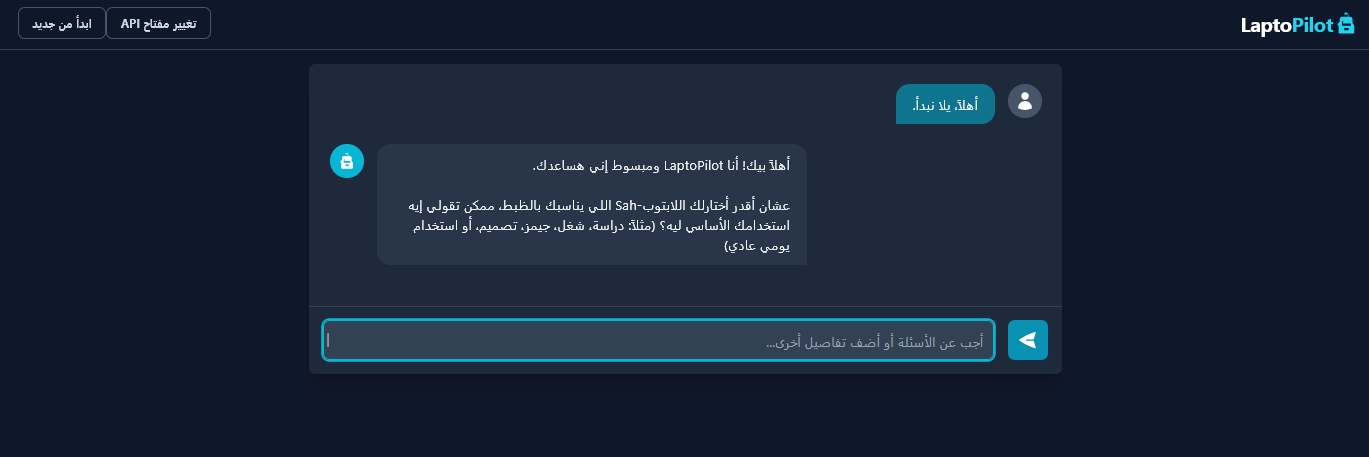 LaptoPilot
تغيير مفتاح API
ابدأ من جديد
أهلاً، يلا نبدأ.
أهلاً بيك! أنا LaptoPilot ومبسوط إني هساعدك.
عشان أقدر أختارلك اللابتوب-Sah اللي يناسبك بالظبط، ممكن تقولي إيه
استخدامك الأساسي ليه؟ (مثلاً: دراسة، شغل، جيمز، تصميم، أو استخدام
يومي عادي)
أجب عن الأسئلة أو أضف تفاصيل أخرى...